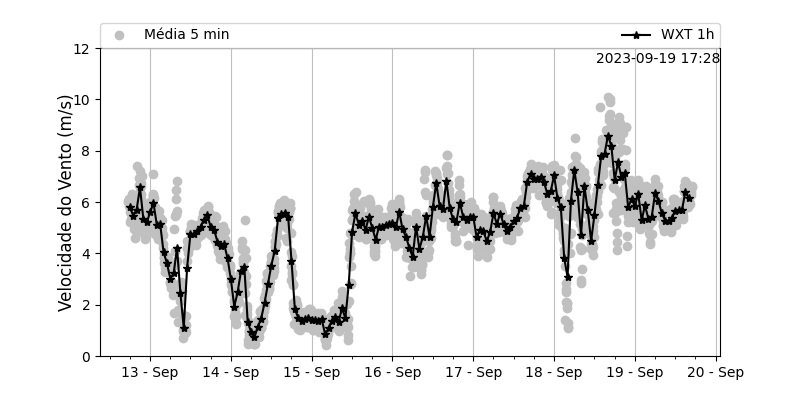 Média 5 min
WXT 1h
2023-09-19 17:28
Velocidade do Vento (m/s)
12
10
8
6
4
2
0
13 - Sep
14 - Sep
15 - Sep
16 - Sep
17 - Sep
18 - Sep
19 - Sep
20 - Sep